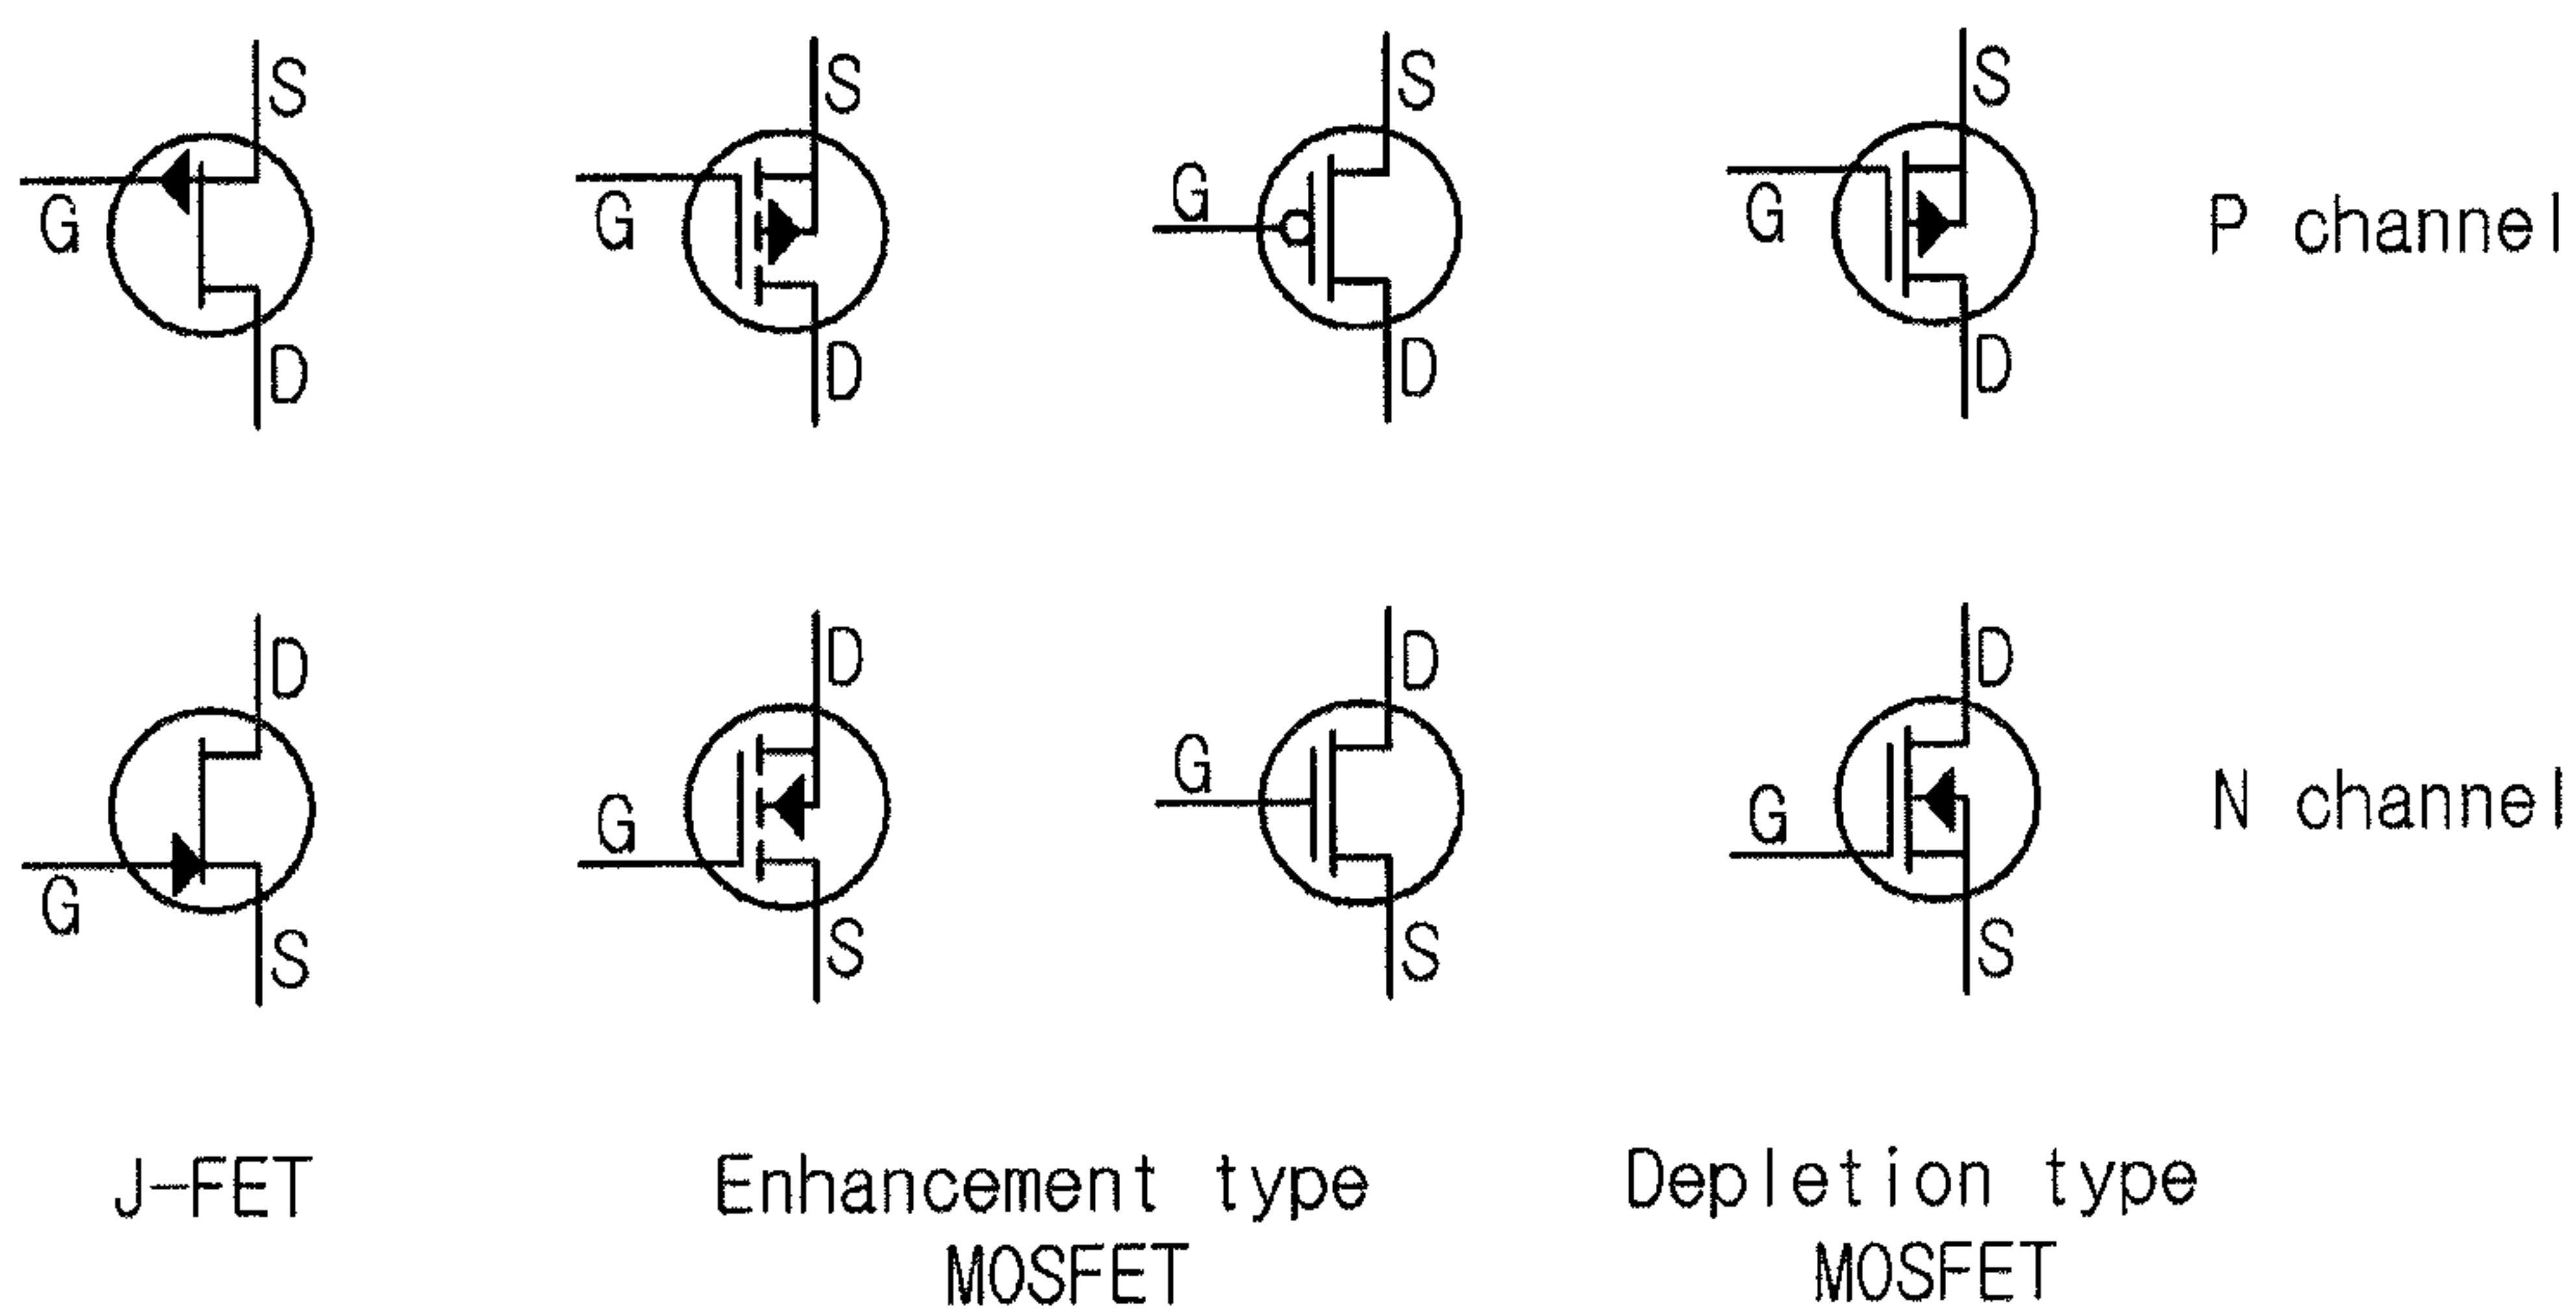 S S S S
G G G G P channel
D D D D
D D D D
G G G G N channel
S S S S
J-FET Enhancement type Depletion type
MOSFET MOSFET